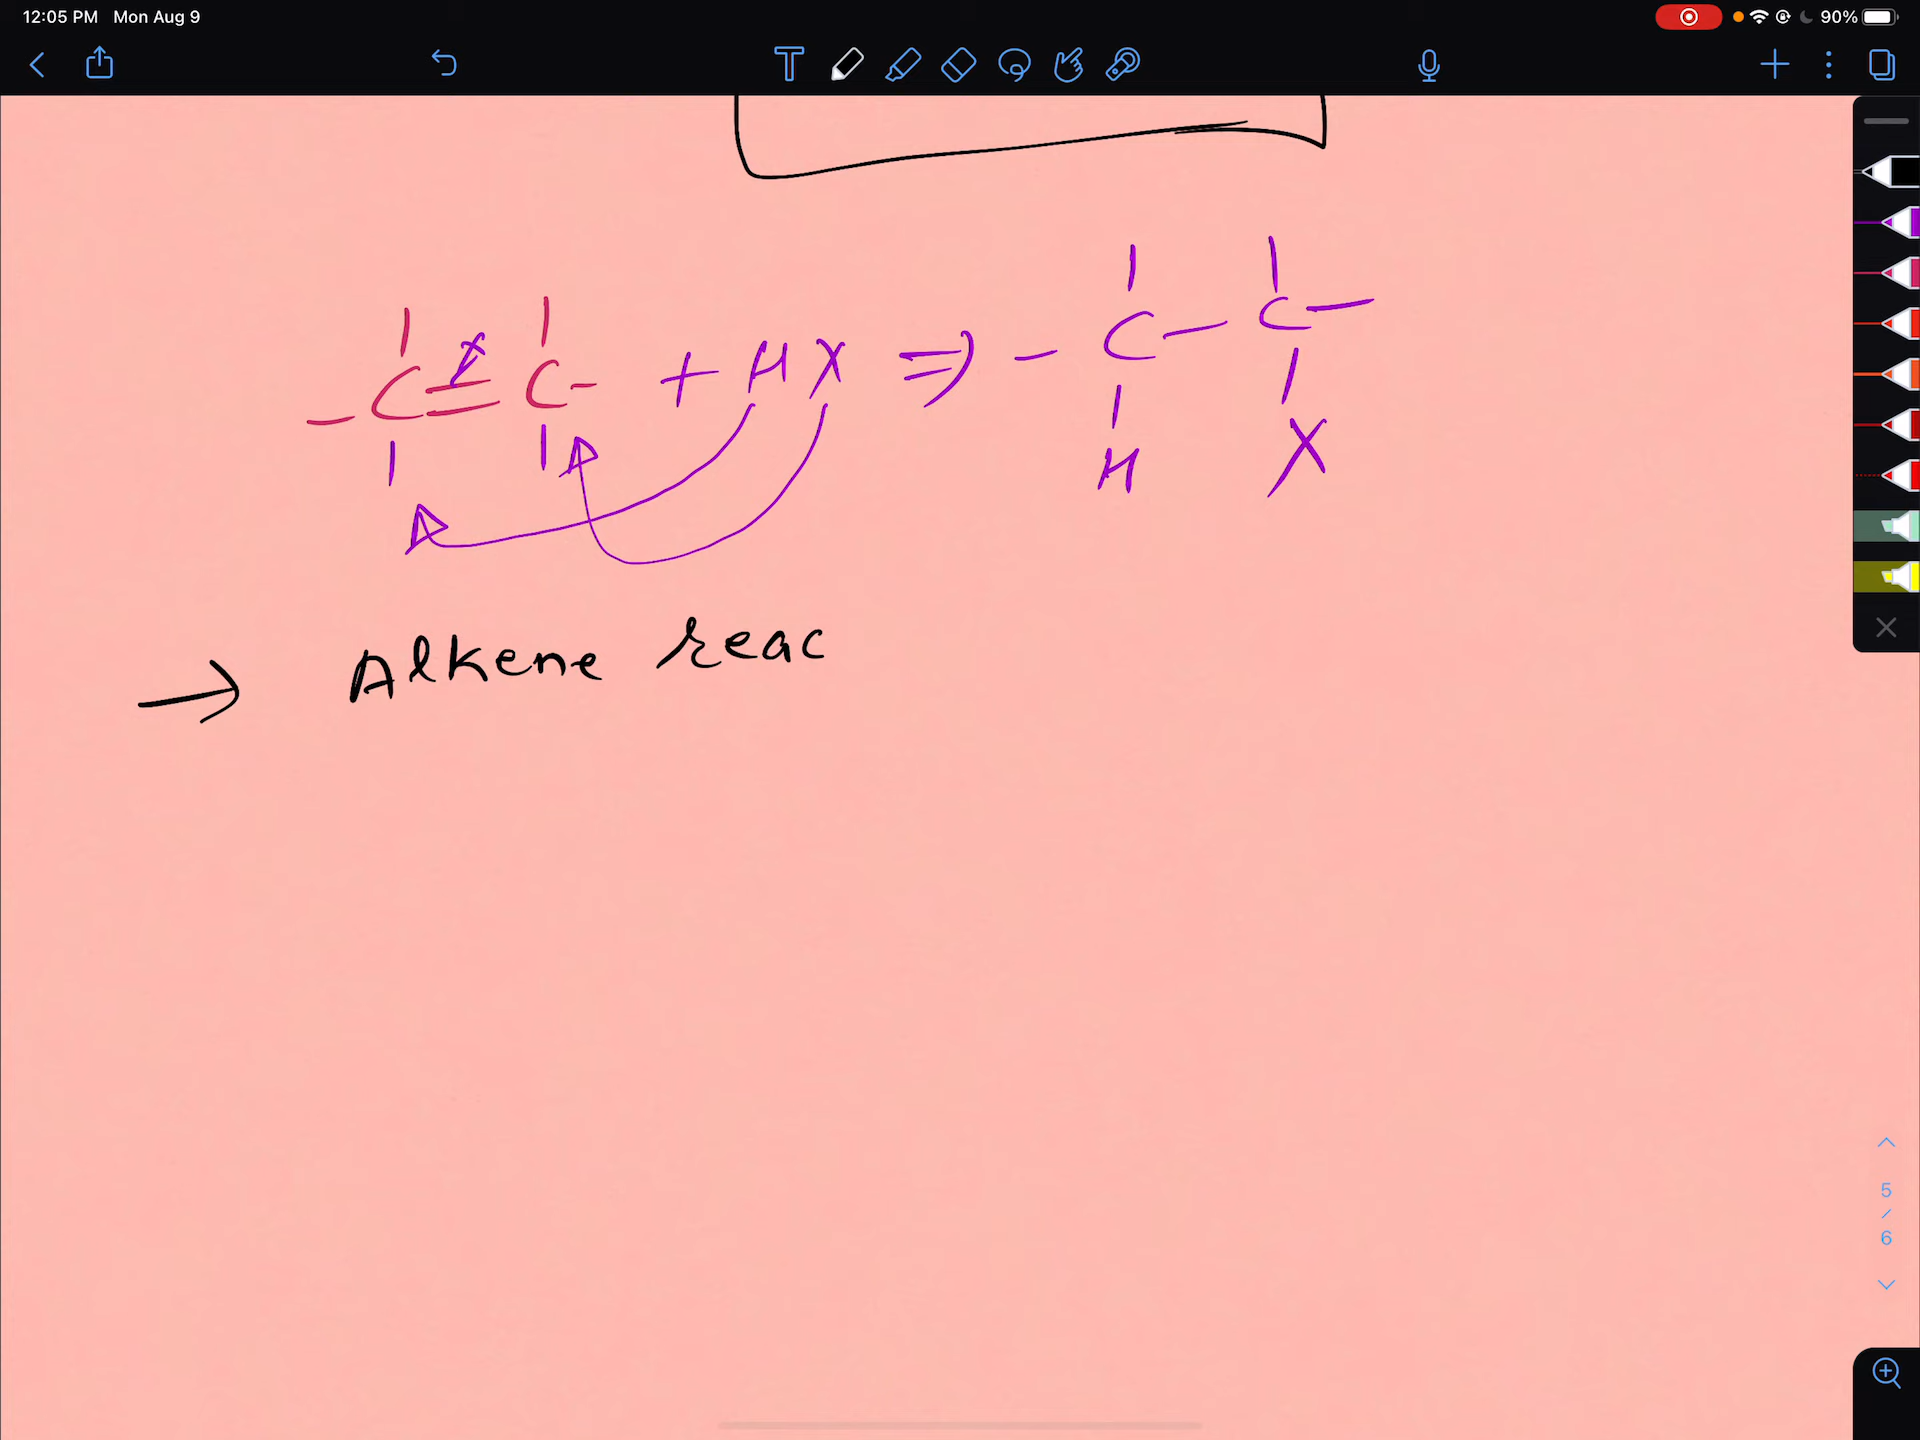 12:05 PM Mon Aug 9
90%
C = C - + HX ⇒ - C - C -
H X
→ Alkene reac
5
/
6